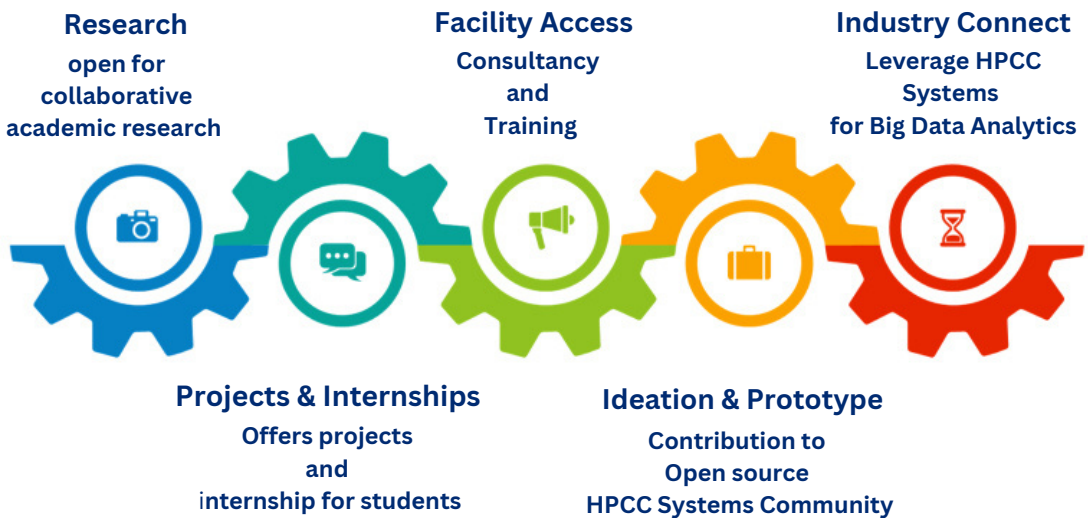 Research
open for
collaborative
academic research
Facility Access
Consultancy
and
Training
Industry Connect
Leverage HPCC
Systems
for Big Data Analytics
Projects & Internships
Offers projects
and
internship for students
Ideation & Prototype
Contribution to
Open source
HPCC Systems Community